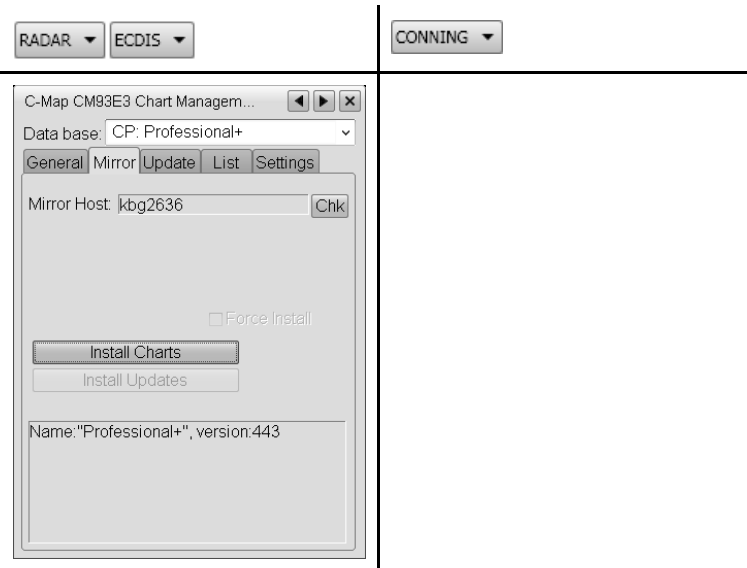 RADAR ECDIS CONNING
C-Map CM93E3 Chart Managem...
Data base: CP: Professional+
General Mirror Update List Settings
Mirror Host: kbg2636 Chk
Force Install
Install Charts
Install Updates
Name:"Professional+", version:443